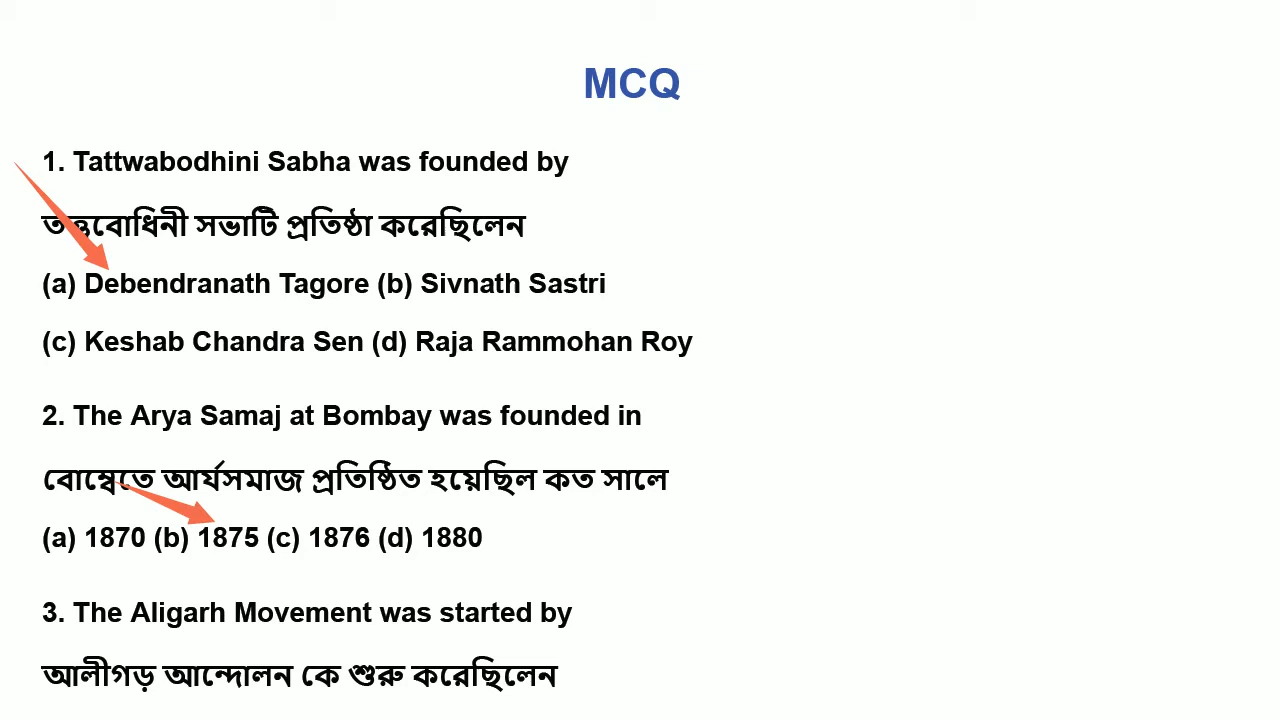 MCQ
1. Tattwabodhini Sabha was founded by
তত্ত্ববোধিনী সভাটি প্রতিষ্ঠা করেছিলেন
(a) Debendranath Tagore (b) Sivnath Sastri
(c) Keshab Chandra Sen (d) Raja Rammohan Roy
2. The Arya Samaj at Bombay was founded in
বোম্বেতে আর্যসমাজ প্রতিষ্ঠিত হয়েছিল কত সালে
(a) 1870 (b) 1875 (c) 1876 (d) 1880
3. The Aligarh Movement was started by
আলীগড় আন্দোলন কে শুরু করেছিলেন